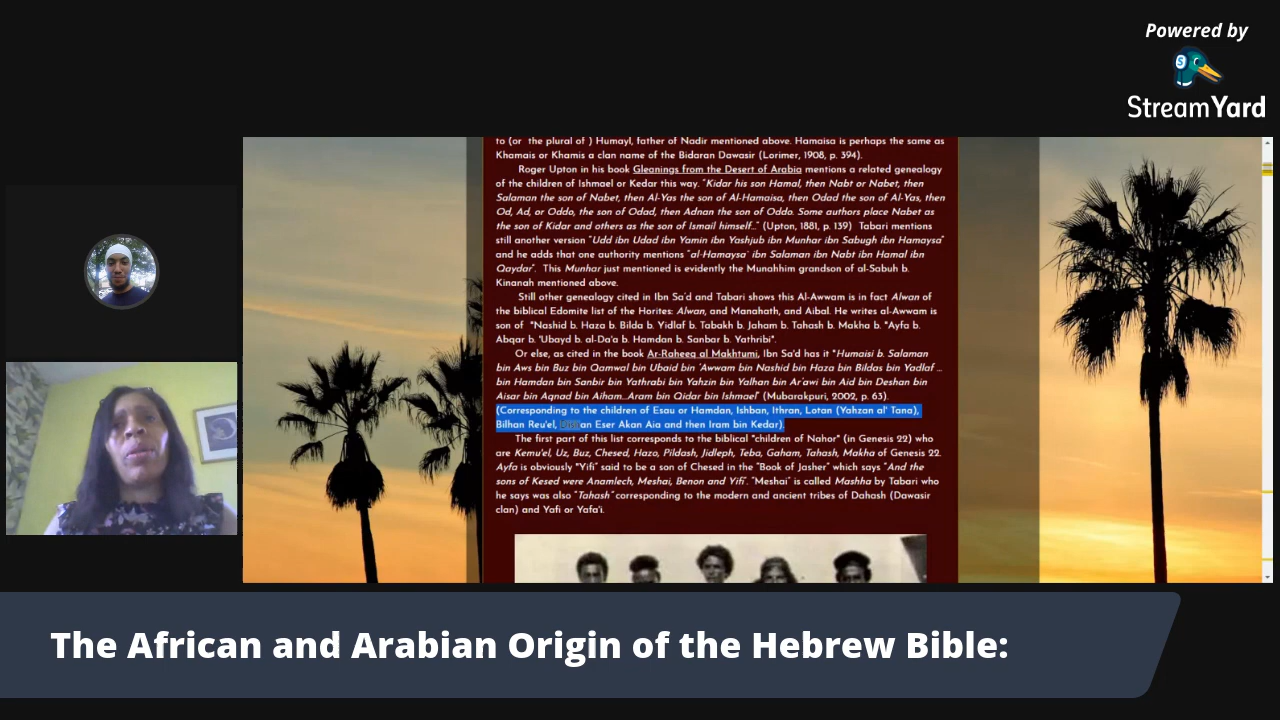 Powered by
StreamYard
to (or the plural of ) Humayl, father of Nadir mentioned above. Hamaisa is perhaps the same as
Khamais or Khamis a clan name of the Bidaran Dawasir (Lorimer, 1908, p. 394).
Roger Upton in his book Gleanings from the Desert of Arabia mentions a related genealogy
of the children of Ishmael or Kedar this way. "Kidar his son Hamal, then Nabt or Nabet, then
Salaman the son of Nabet, then Al-Yas the son of Al-Hamaisa, then Odad the son of Al-Yas, then
Od, Ad, or Oddo, the son of Odad, then Adnan the son of Oddo. Some authors place Nabet as
the son of Kidar and others as the son of Ismail himself..." (Upton, 1881, p. 139) Tabari mentions
still another version "Udd ibn Udad ibn Yamin ibn Yashjub ibn Munhar ibn Sabugh ibn Hamaysa"
and he adds that one authority mentions "al-Hamaysa` ibn Salaman ibn Nabt ibn Hamal ibn
Qaydar". This Munhar just mentioned is evidently the Munahhim grandson of al-Sabuh b.
Kinanah mentioned above.
Still other genealogy cited in Ibn Sa'd and Tabari shows this Al-Awwam is in fact Alwan of
the biblical Edomite list of the Horites: Alwan, and Manahath, and Aibal. He writes al-Awwam is
son of "Nashid b. Haza b. Bilda b. Yidlaf b. Tabakh b. Jaham b. Tahash b. Makha b. "Ayfa b.
Abqar b. 'Ubayd b. al-Da'a b. Hamdan b. Sanbar b. Yathribi".
Or else, as cited in the book Ar-Raheeq al Makhtumi, Ibn Sa'd has it "Humaisi b. Salaman
bin Aws bin Buz bin Qamwal bin Ubaid bin 'Awwam bin Nashid bin Haza bin Bildas bin Yadlaf ...
bin Hamdan bin Sanbir bin Yathrabi bin Yahzin bin Yalhan bin Ar'awi bin Aid bin Deshan bin
Aisar bin Aqnad bin Aiham...Aram bin Qidar bin Ishmael" (Mubarakpuri, 2002, p. 63).
(Corresponding to the children of Esau or Hamdan, Ishban, Ithran, Lotan (Yahzan al' Tana),
Bilhan Reu'el, an Eser Akan Aia and then Iram bin Kedar).
The first part of this list corresponds to the biblical "children of Nahor" (in Genesis 22) who
are Kemu'el, Uz, Buz, Chesed, Hazo, Pildash, Jidleph, Teba, Gaham, Tahash, Makha of Genesis 22.
Ayfa is obviously "Yifi" said to be a son of Chesed in the "Book of Jasher" which says "And the
sons of Kesed were Anamlech, Meshai, Benon and Yifi". "Meshai" is called Mashha by Tabari who
he says was also "Tahash" corresponding to the modern and ancient tribes of Dahash (Dawasir
clan) and Yafi or Yafa'i.
The African and Arabian Origin of the Hebrew Bible: